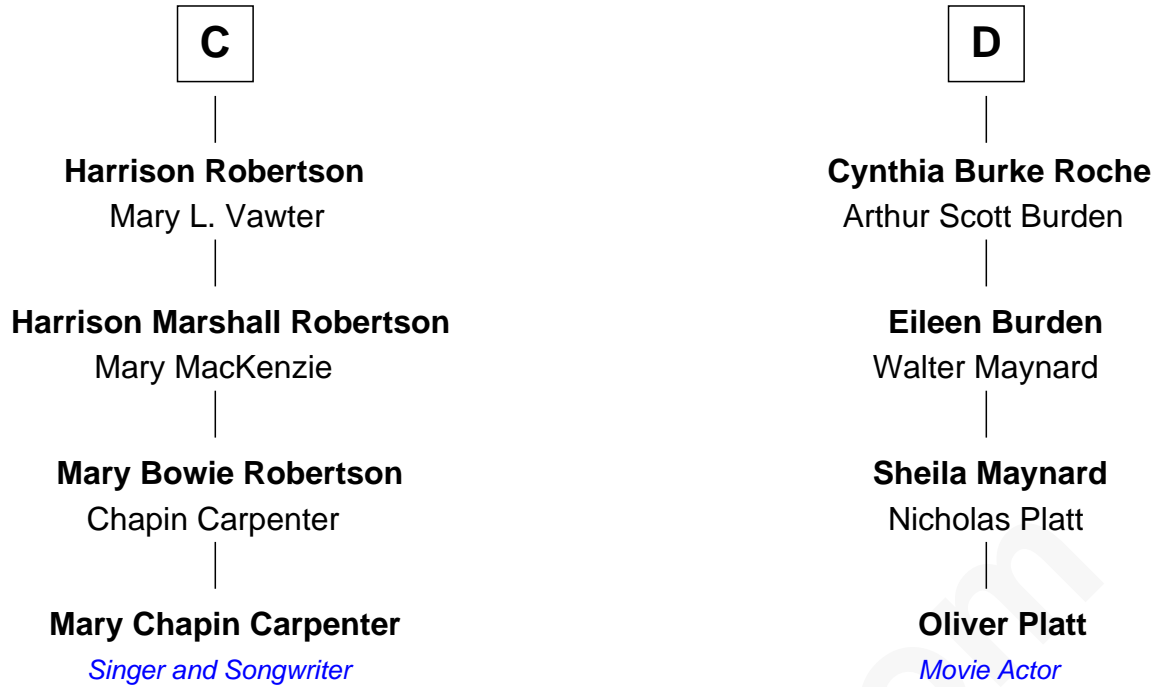 C
Harrison Robertson
Mary L. Vawter
Harrison Marshall Robertson
Mary MacKenzie
Mary Bowie Robertson
Chapin Carpenter
Mary Chapin Carpenter
Singer and Songwriter
D
Cynthia Burke Roche
Arthur Scott Burden
Eileen Burden
Walter Maynard
Sheila Maynard
Nicholas Platt
Oliver Platt
Movie Actor